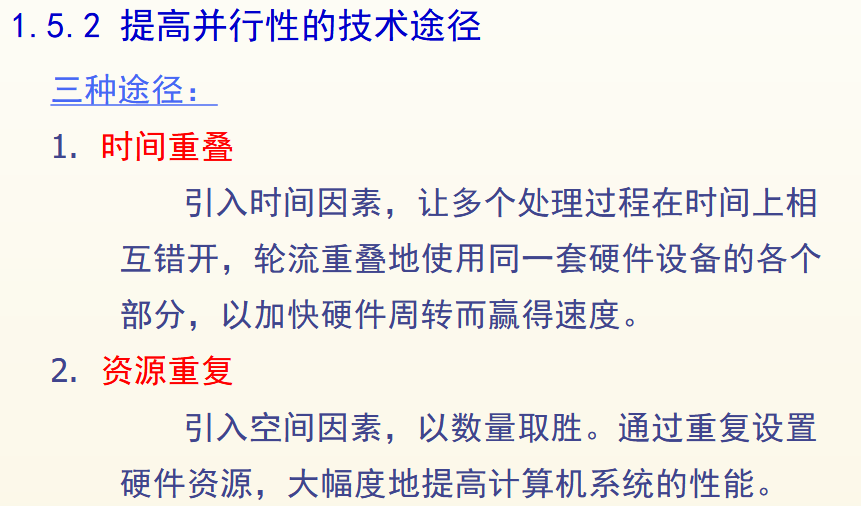 1.5.2 提高并行性的技术途径
三种途径：
1. 时间重叠
引入时间因素，让多个处理过程在时间上相
互错开，轮流重叠地使用同一套硬件设备的各个
部分，以加快硬件周转而赢得速度。
2. 资源重复
引入空间因素，以数量取胜。通过重复设置
硬件资源，大幅度地提高计算机系统的性能。